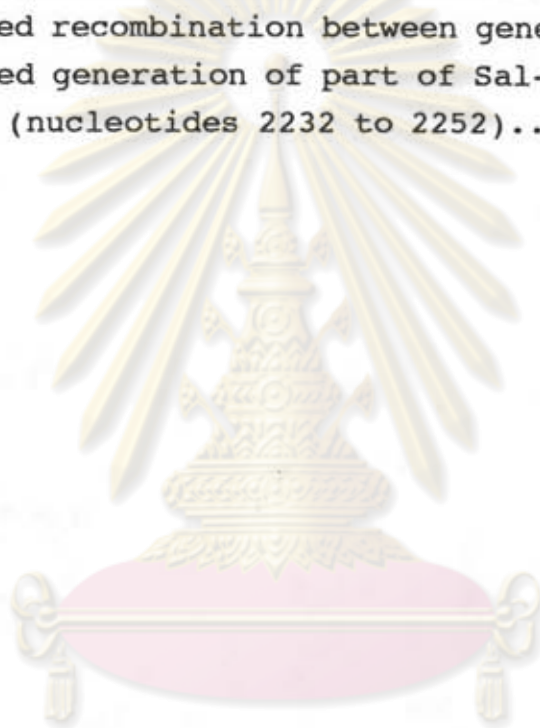 ed recombination between gene
ed generation of part of Sal-
(nucleotides 2232 to 2252)..